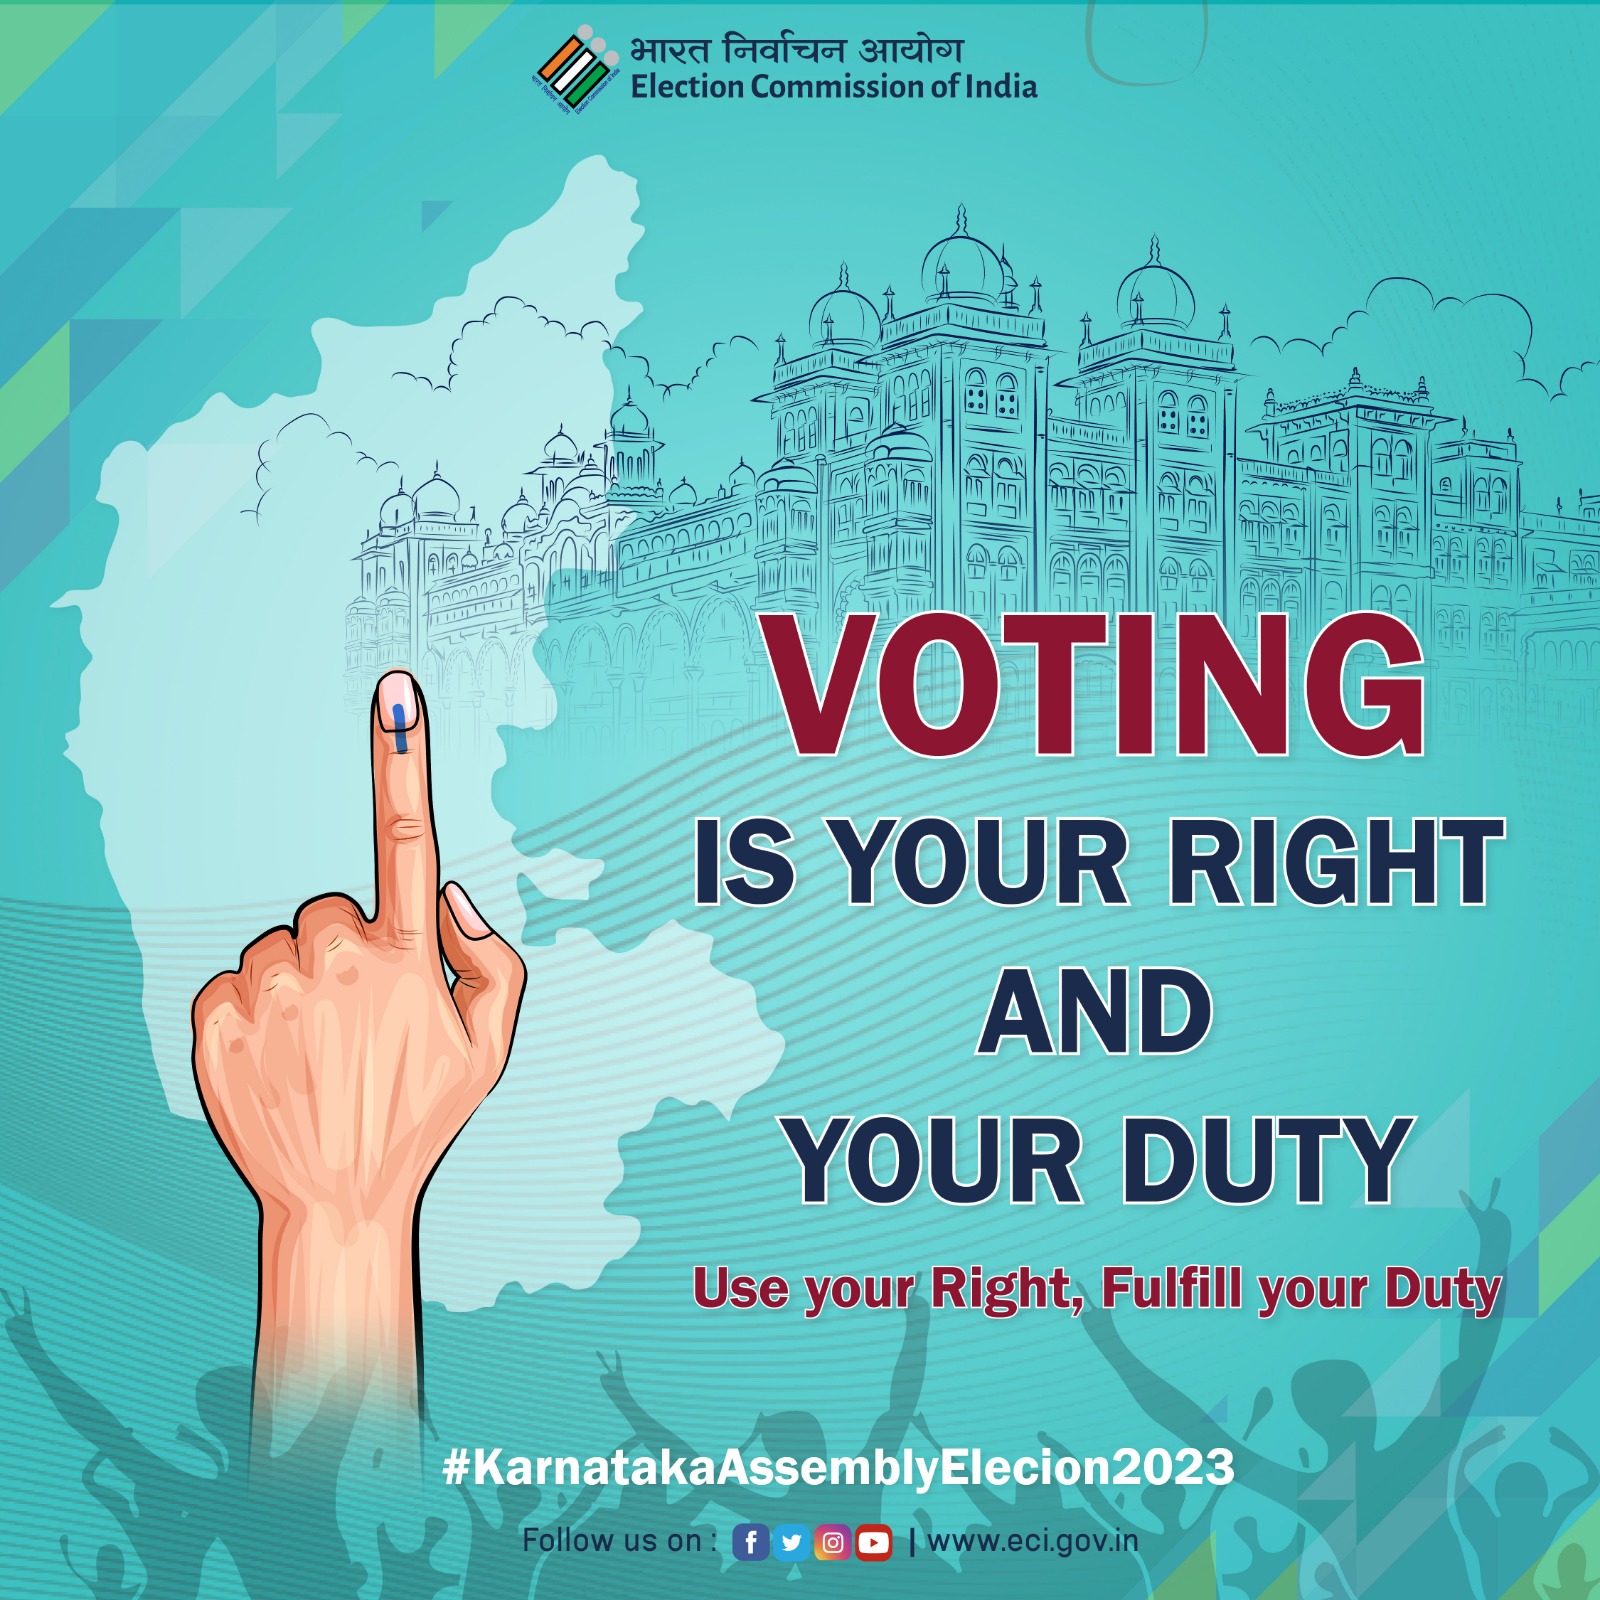 भारत निर्वाचन आयोग
Election Commission of India
VOTING
IS YOUR RIGHT
AND
YOUR DUTY
Use your Right, Fulfill your Duty
#KarnatakaAssemblyElecion2023
Follow us on : | www.eci.gov.in